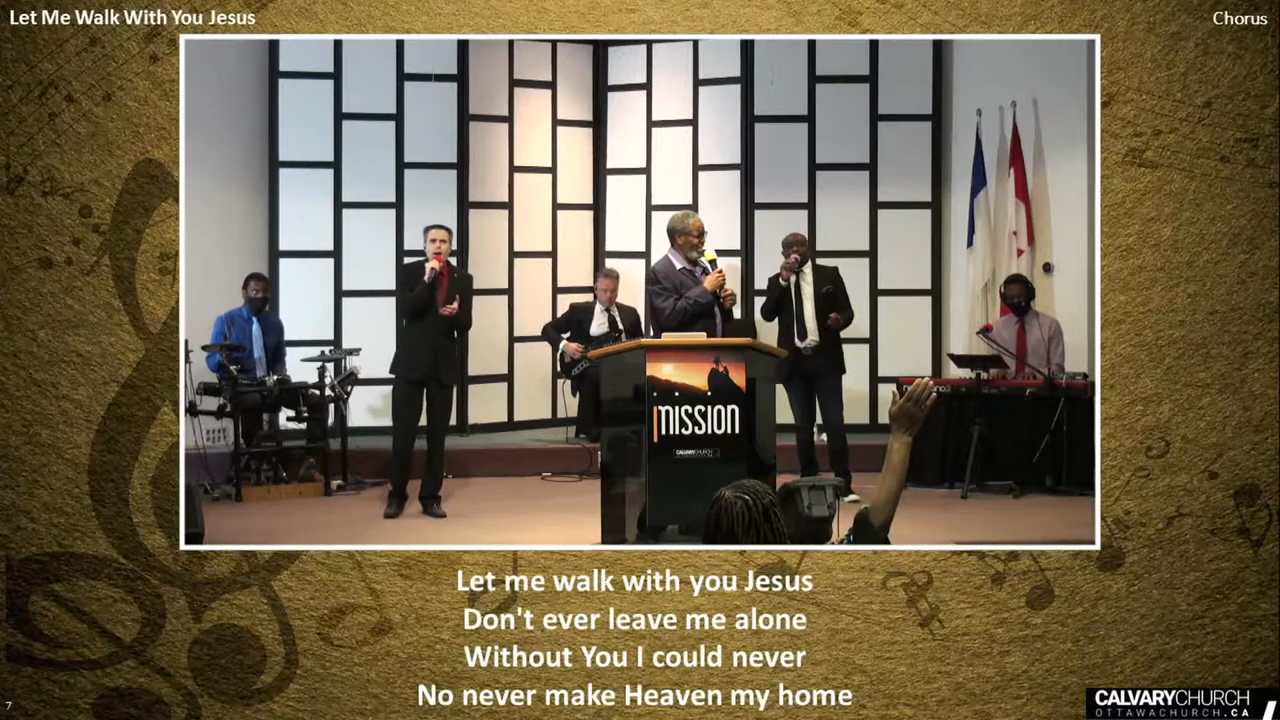 Let Me Walk With You Jesus
Chorus
MISSION
CALVARYCHURCH
Let me walk with you Jesus
Don't ever leave me alone
Without You I could never
No never make Heaven my home
7
CALVARYCHURCH
OTTAWACHURCH.CA